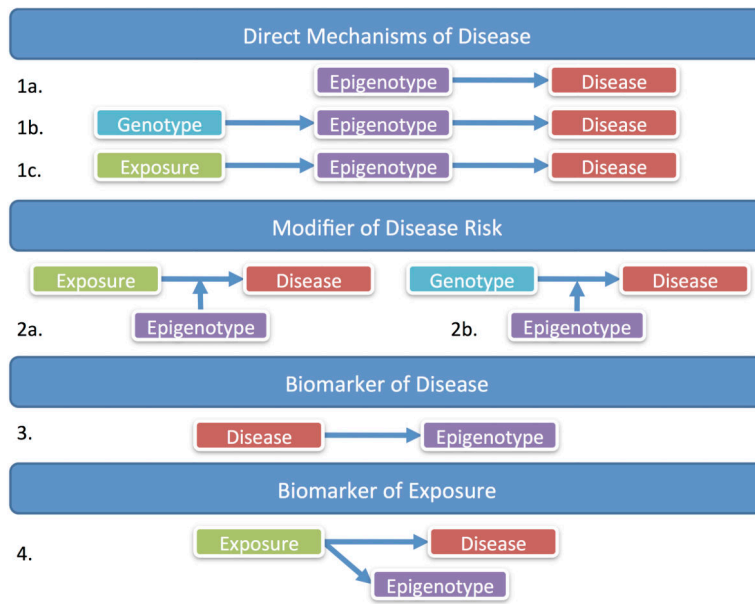 Direct Mechanisms of Disease
1a. Epigenotype Disease
1b. Genotype Epigenotype Disease
1c. Exposure Epigenotype Disease
Modifier of Disease Risk
Exposure Disease Genotype Disease
2a. Epigenotype 2b. Epigenotype
Biomarker of Disease
3. Disease Epigenotype
Biomarker of Exposure
4. Exposure Disease
Epigenotype